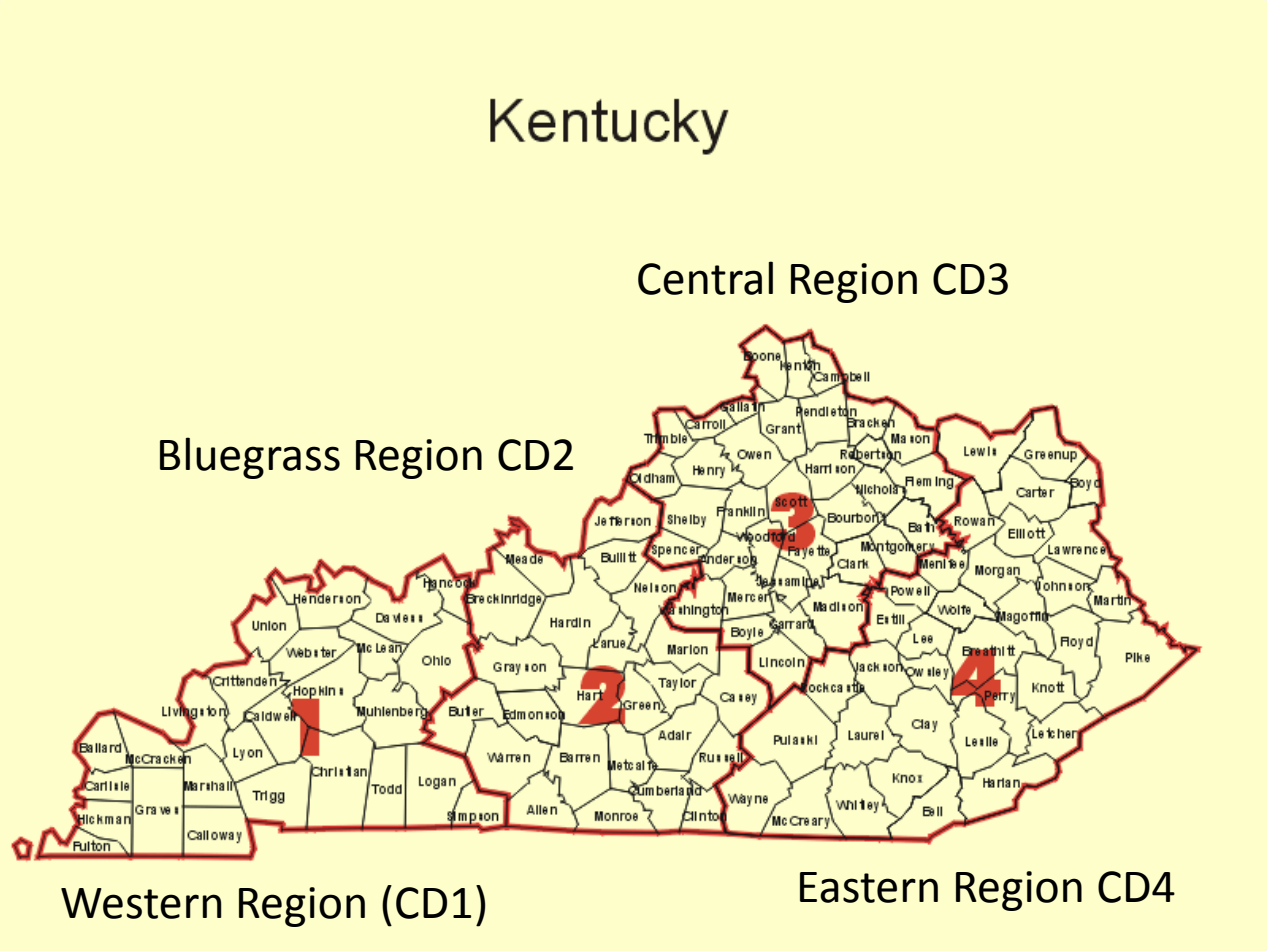 Kentucky
Central Region CD3
Bluegrass Region CD2
Western Region (CD1)
Eastern Region CD4
Boone
Kenton
Campbell
Gallatin
Pendleton
Carroll
Grant
Bracken
Mason
Trimble
Owen
Robertson
Lewis
Greenup
Henry
Harrison
Oldham
Nicholas
Fleming
Carter
Boyd
Scott
3
Franklin
Bourbon
Jefferson
Shelby
Bath
Rowan
Elliott
Woodford
Fayette
Montgomery
Lawrence
Spencer
Anderson
Clark
Menifee
Morgan
Bullitt
Meade
Jessamine
Johnson
Nelson
Powell
Martin
Hancock
Breckinridge
Mercer
Madison
Wolfe
Magoffin
Washington
Henderson
Daviess
Hardin
Garrard
Estill
Union
Boyle
Lee
Floyd
Larue
Marion
Breathitt
Webster
Mc Lean
Ohio
Grayson
Lincoln
Jackson
Owsley
4
Pike
Crittenden
Hopkins
Hart
2
Taylor
Casey
Rockcastle
Perry
Knott
Livingston
Caldwell
1
Muhlenberg
Butler
Edmonson
Green
Clay
Adair
Pulaski
Laurel
Leslie
Letcher
Ballard
McCracken
Lyon
Warren
Barren
Metcalfe
Russell
Carlisle
Marshall
Christian
Todd
Logan
Knox
Harlan
Graves
Trigg
Cumberland
Wayne
Whitley
Bell
Hickman
Simpson
Allen
Monroe
Clinton
McCreary
Calloway
Fulton